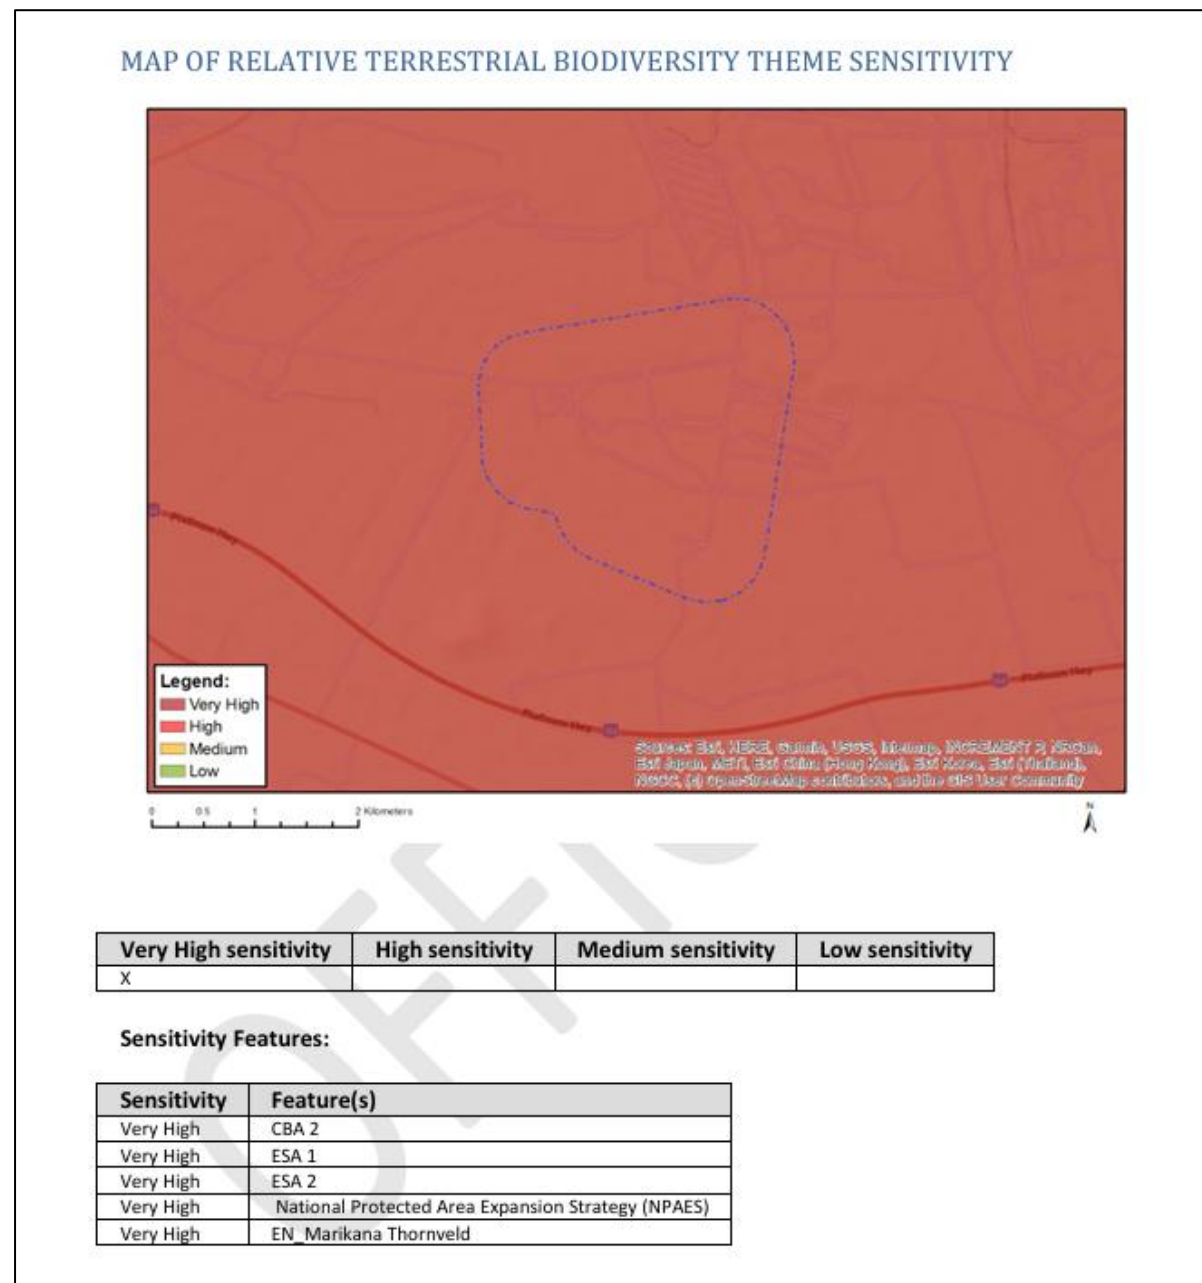 MAP OF RELATIVE TERRESTRIAL BIODIVERSITY THEME SENSITIVITY
Platinum Hwy
Platinum Hwy
Platinum Hwy
Legend:
Very High
High
Medium
Low
Sources: Esri, HERE, Garmin, USGS, Intermap, INCREMENT P, NRCan,
Esri Japan, METI, Esri China (Hong Kong), Esri Korea, Esri (Thailand),
NGCC, (c) OpenStreetMap contributors, and the GIS User Community
0 0.5 1 2 Kilometers
N
Very High sensitivity High sensitivity Medium sensitivity Low sensitivity
X
Sensitivity Features:
Sensitivity Feature(s)
Very High CBA 2
Very High ESA 1
Very High ESA 2
Very High National Protected Area Expansion Strategy (NPAES)
Very High EN_Marikana Thornveld